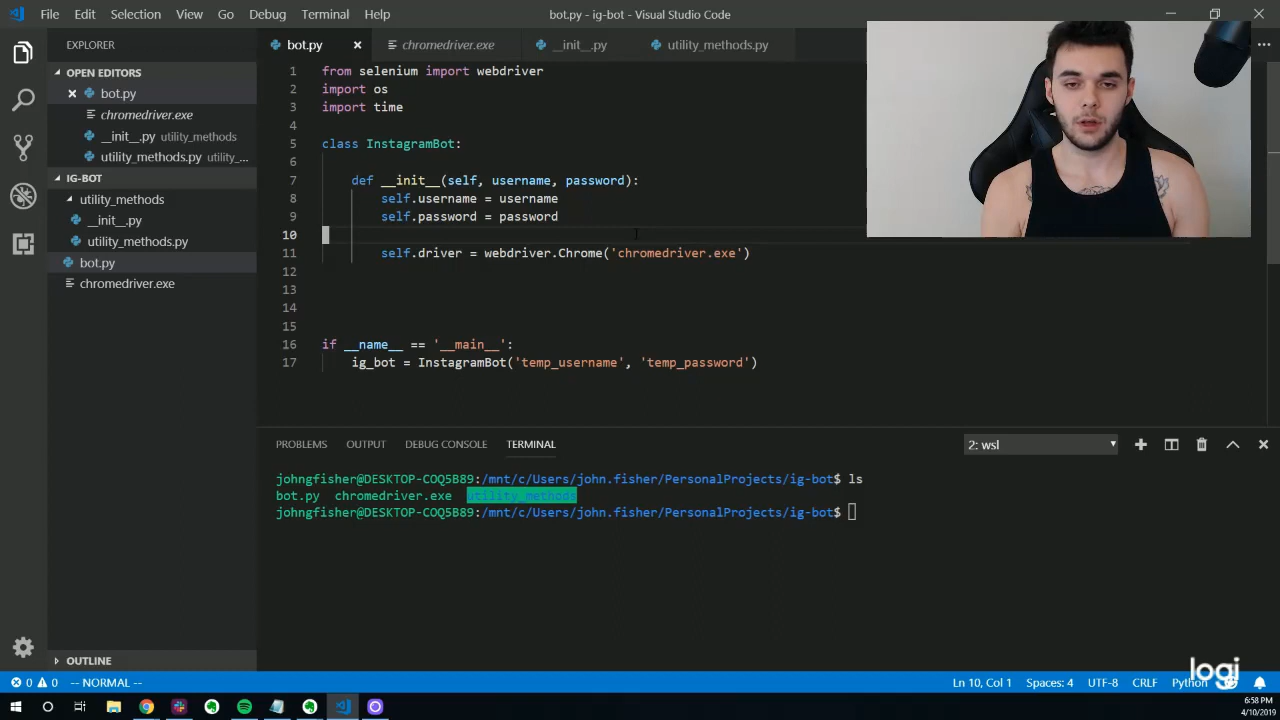 File Edit Selection View Go Debug Terminal Help
bot.py - ig-bot - Visual Studio Code
EXPLORER
OPEN EDITORS
bot.py
chromedriver.exe
__init__.py utility_methods
utility_methods.py utility_...
IG-BOT
utility_methods
__init__.py
utility_methods.py
bot.py
chromedriver.exe
OUTLINE
bot.py chromedriver.exe __init__.py utility_methods.py
1 from selenium import webdriver
2 import os
3 import time
4
5 class InstagramBot:
6
7 def __init__(self, username, password):
8 self.username = username
9 self.password = password
10
11 self.driver = webdriver.Chrome('chromedriver.exe')
12
13
14
15
16 if __name__ == '__main__':
17 ig_bot = InstagramBot('temp_username', 'temp_password')
PROBLEMS OUTPUT DEBUG CONSOLE TERMINAL
2: wsl
johngfisher@DESKTOP-COQ5B89:/mnt/c/Users/john.fisher/PersonalProjects/ig-bot$ ls
bot.py chromedriver.exe utility_methods
johngfisher@DESKTOP-COQ5B89:/mnt/c/Users/john.fisher/PersonalProjects/ig-bot$
0 0 -- NORMAL --
Ln 10, Col 1 Spaces: 4 UTF-8 CRLF Python
logi
6:58 PM
4/10/2019